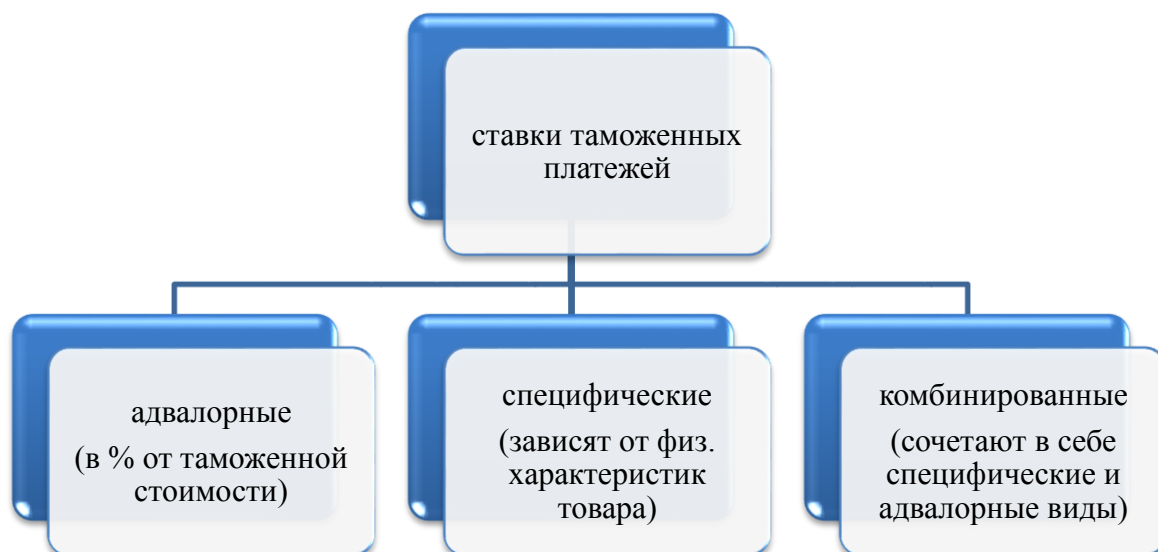 ставки таможенных
платежей
адвалорные
(в % от таможенной
стоимости)
специфические
(зависят от физ.
характеристик
товара)
комбинированные
(сочетают в себе
специфические и
адвалорные виды)